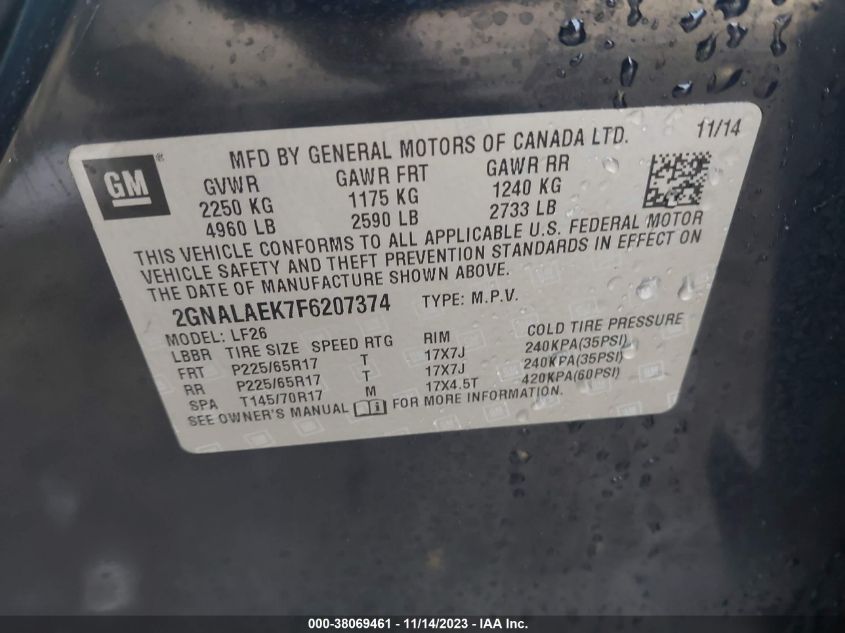 GM
MFD BY GENERAL MOTORS OF CANADA LTD. 11/14
GVWR GAWR FRT GAWR RR
2250 KG 1175 KG 1240 KG
4960 LB 2590 LB 2733 LB
THIS VEHICLE CONFORMS TO ALL APPLICABLE U.S. FEDERAL MOTOR
VEHICLE SAFETY AND THEFT PREVENTION STANDARDS IN EFFECT ON
THE DATE OF MANUFACTURE SHOWN ABOVE.
2GNALAEK7F6207374 TYPE: M.P.V.
MODEL: LF26
LBBR TIRE SIZE SPEED RTG RIM COLD TIRE PRESSURE
FRT P225/65R17 T 17X7J 240KPA(35PSI)
RR P225/65R17 T 17X7J 240KPA(35PSI)
SPA T145/70R17 M 17X4.5T 420KPA(60PSI)
SEE OWNER'S MANUAL FOR MORE INFORMATION.
000-38069461 - 11/14/2023 - IAA Inc.